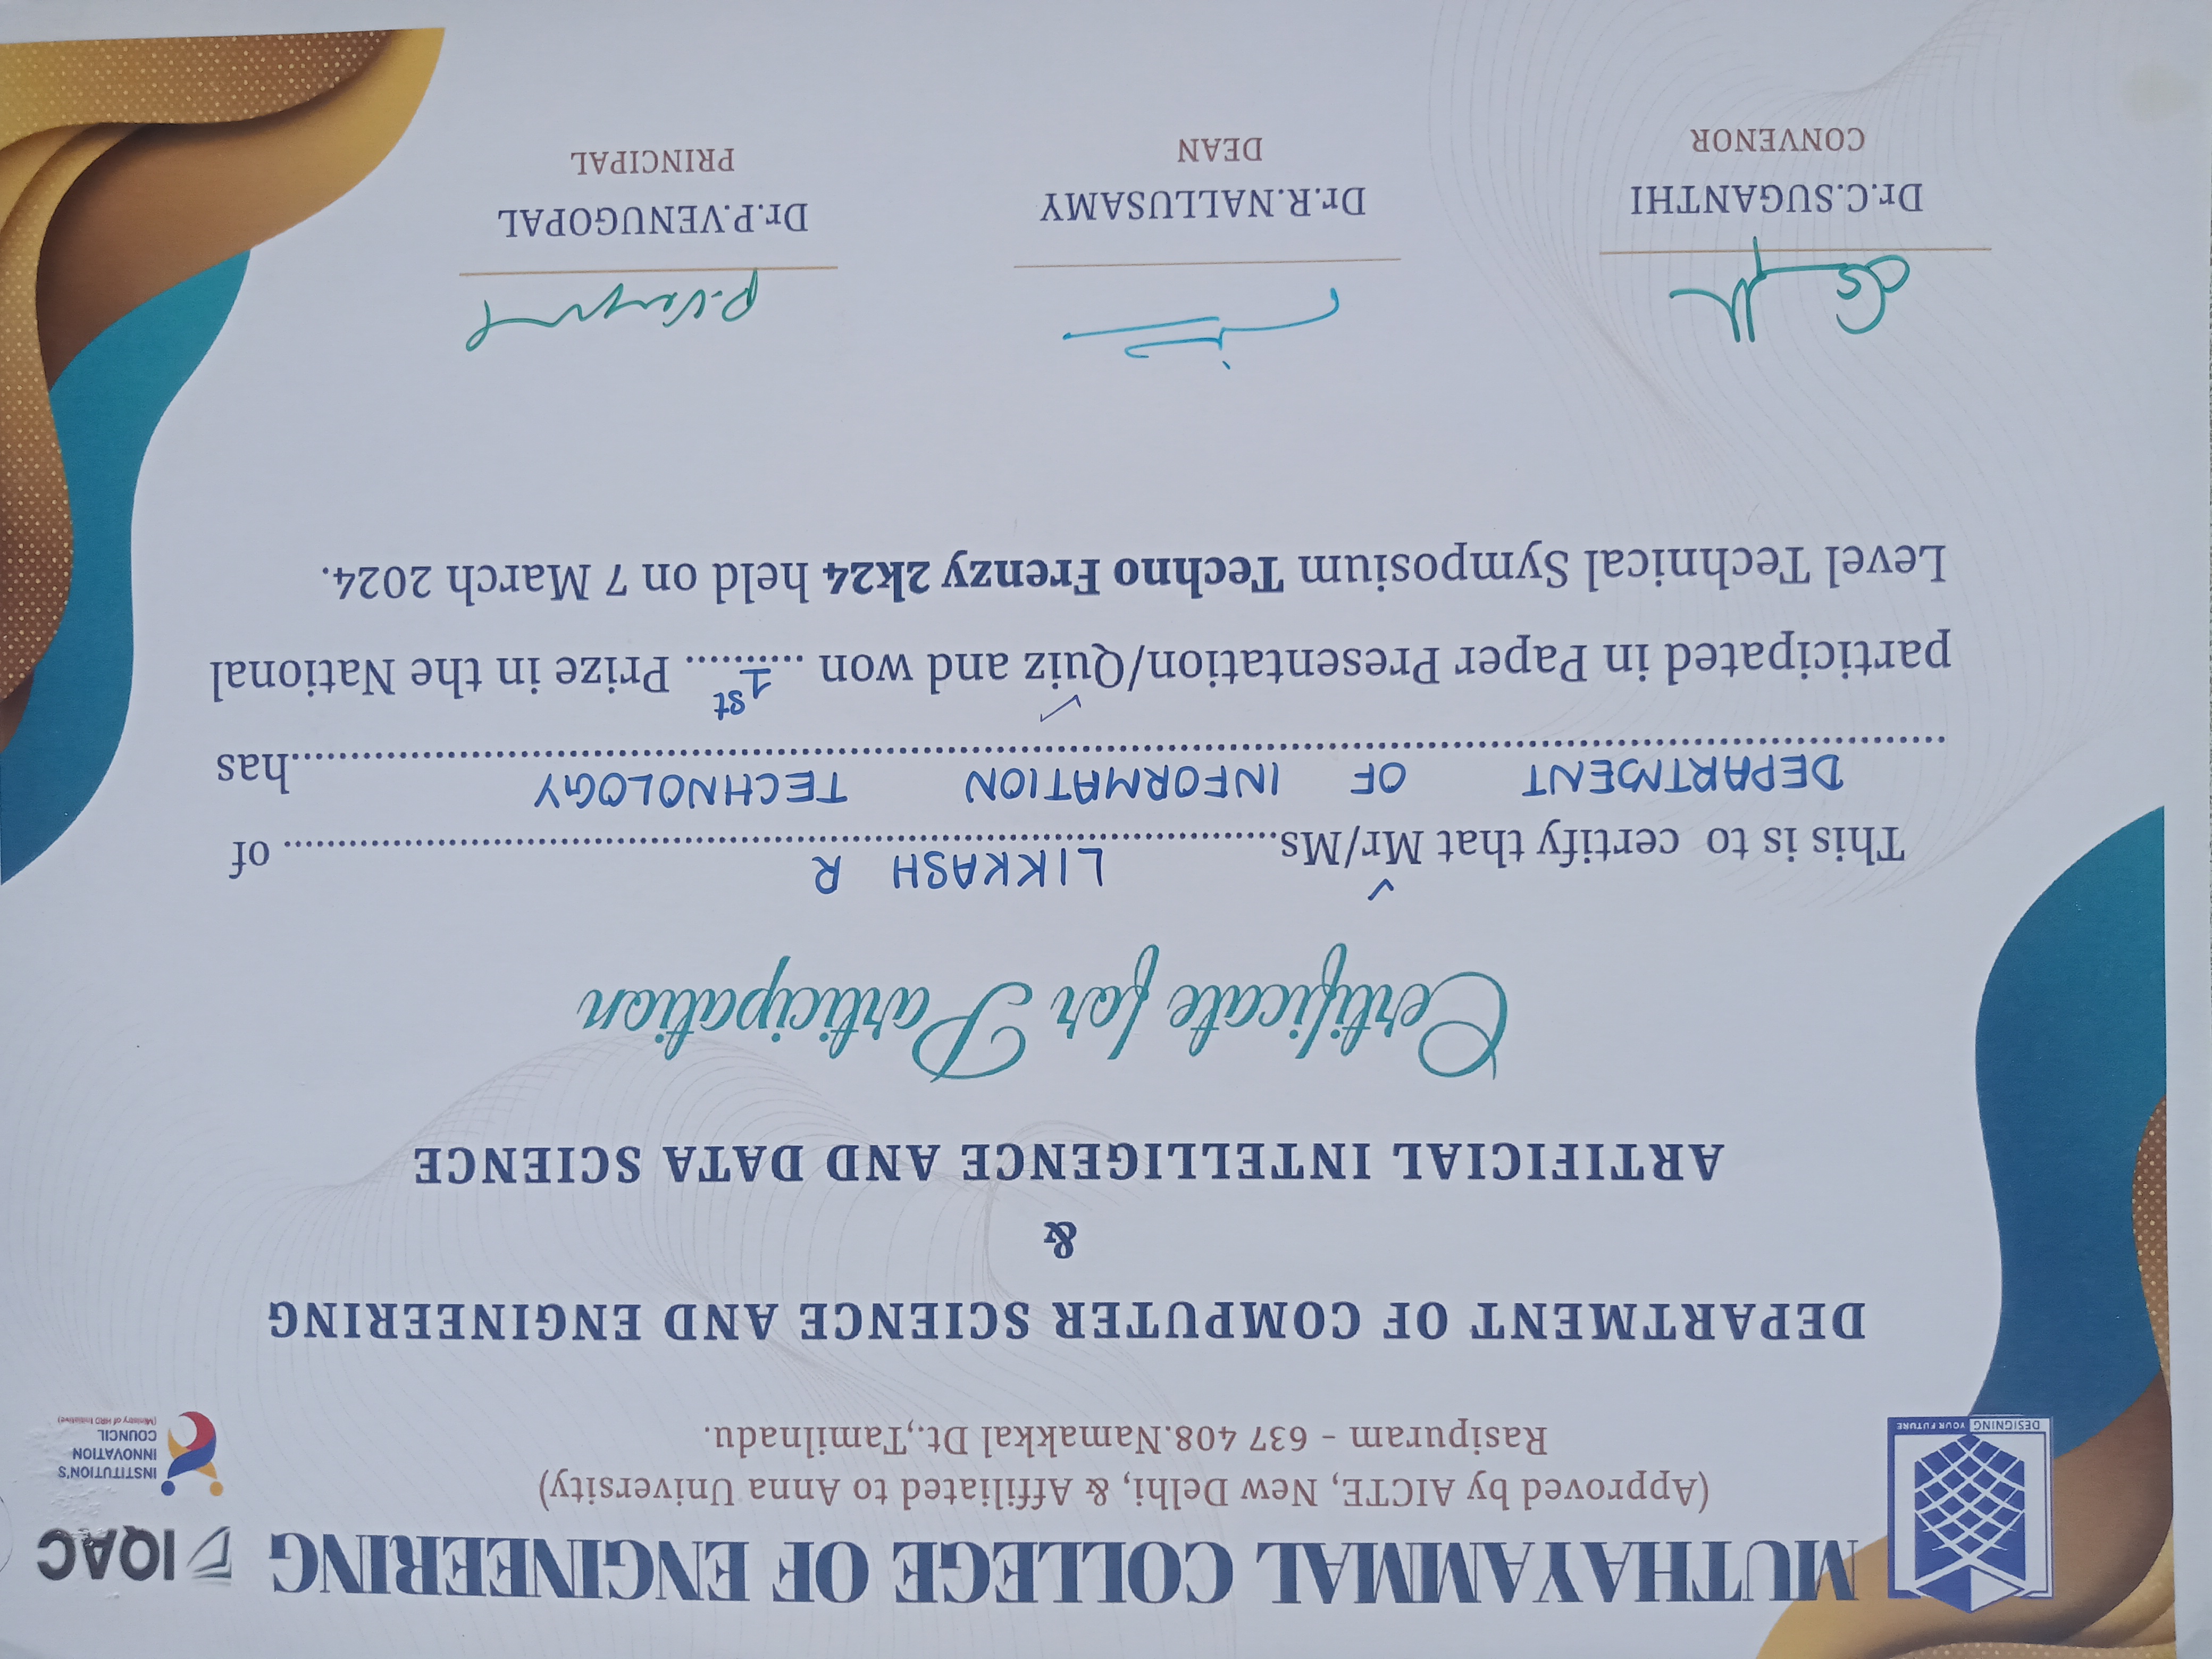 MUTHAYAMMAL COLLEGE OF ENGINEERING
IQAC
(Approved by AICTE, New Delhi, & Affiliated to Anna University)
Rasipuram - 637 408.Namakkal Dt.,Tamilnadu.
DESIGNING YOUR FUTURE
INSTITUTION'S
INNOVATION
COUNCIL
(Ministry of HRD Initiative)
DEPARTMENT OF COMPUTER SCIENCE AND ENGINEERING
&
ARTIFICIAL INTELLIGENCE AND DATA SCIENCE
Certificate for Participation
This is to certify that Mr/Ms. LIKKASH R of
DEPARTMENT OF INFORMATION TECHNOLOGY has
participated in Paper Presentation/Quiz and won 1st Prize in the National
Level Technical Symposium Techno Frenzy 2k24 held on 7 March 2024.
Dr.C.SUGANTHI
CONVENOR
Dr.R.NALLUSAMY
DEAN
Dr.P.VENUGOPAL
PRINCIPAL